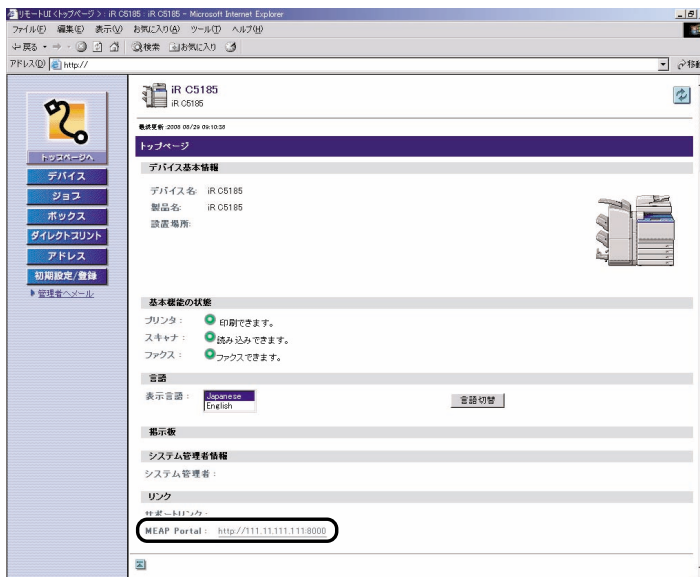 リモートUI <トップページ> : iR C5185 : iR C5185 - Microsoft Internet Explorer
ファイル(F) 編集(E) 表示(V) お気に入り(A) ツール(T) ヘルプ(H)
戻る 検索 お気に入り
アドレス(D) http:// 移動
iR C5185
iR C5185
最終更新 :2008 08/29 09:10:38
トップページ
トップページへ
デバイス
ジョブ
ボックス
ダイレクトプリント
アドレス
初期設定/登録
管理者へメール
デバイス基本情報
デバイス名: iR C5185
製品名: iR C5185
設置場所:
基本機能の状態
プリンタ : 印刷できます。
スキャナ : 読み込みできます。
ファクス : ファクスできます。
言語
表示言語 : Japanese
English
言語切替
掲示板
システム管理者情報
システム管理者 :
リンク
サポートリンク :
MEAP Portal : http://111.11.111.111:8000